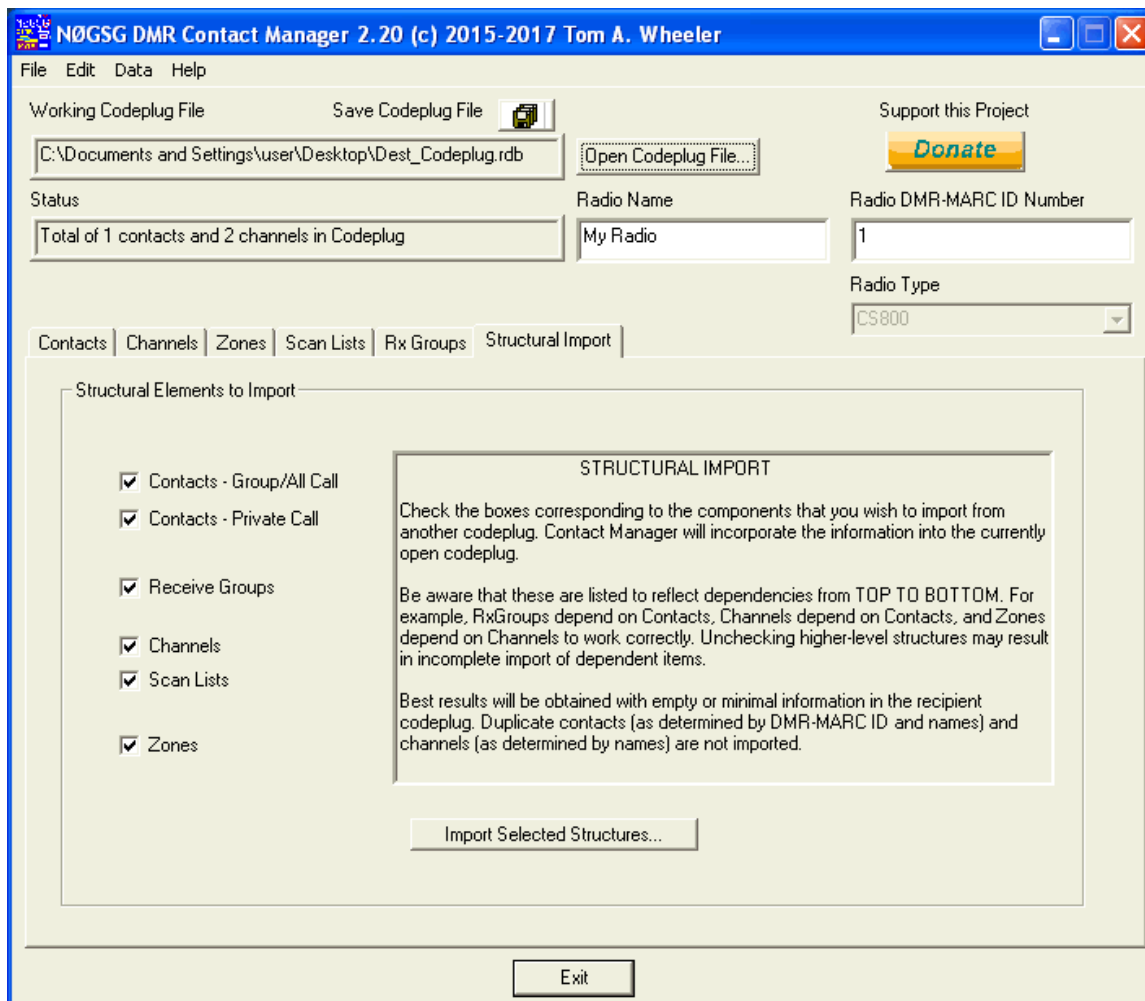 NØGSG DMR Contact Manager 2.20 (c) 2015-2017 Tom A. Wheeler
File Edit Data Help
Working Codeplug File
Save Codeplug File
Support this Project
C:\Documents and Settings\user\Desktop\Dest_Codeplug.rdb
Open Codeplug File...
Donate
Status
Radio Name
Radio DMR-MARC ID Number
Total of 1 contacts and 2 channels in Codeplug
My Radio
1
Radio Type
CS800
Contacts Channels Zones Scan Lists Rx Groups Structural Import
Structural Elements to Import
Contacts - Group/All Call
Contacts - Private Call
Receive Groups
Channels
Scan Lists
Zones
STRUCTURAL IMPORT
Check the boxes corresponding to the components that you wish to import from
another codeplug. Contact Manager will incorporate the information into the currently
open codeplug.
Be aware that these are listed to reflect dependencies from TOP TO BOTTOM. For
example, RxGroups depend on Contacts, Channels depend on Contacts, and Zones
depend on Channels to work correctly. Unchecking higher-level structures may result
in incomplete import of dependent items.
Best results will be obtained with empty or minimal information in the recipient
codeplug. Duplicate contacts (as determined by DMR-MARC ID and names) and
channels (as determined by names) are not imported.
Import Selected Structures...
Exit